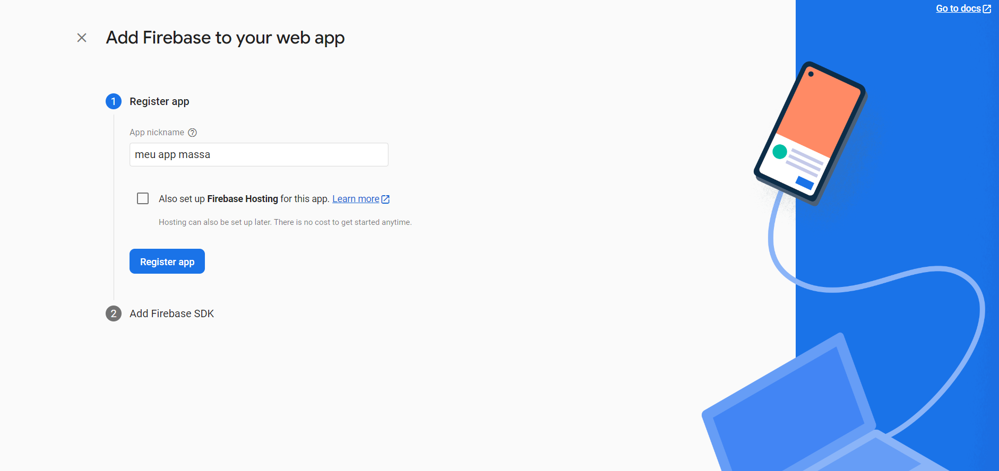 Go to docs
Add Firebase to your web app
1 Register app
App nickname
meu app massa
Also set up Firebase Hosting for this app. Learn more
Hosting can also be set up later. There is no cost to get started anytime.
Register app
2 Add Firebase SDK